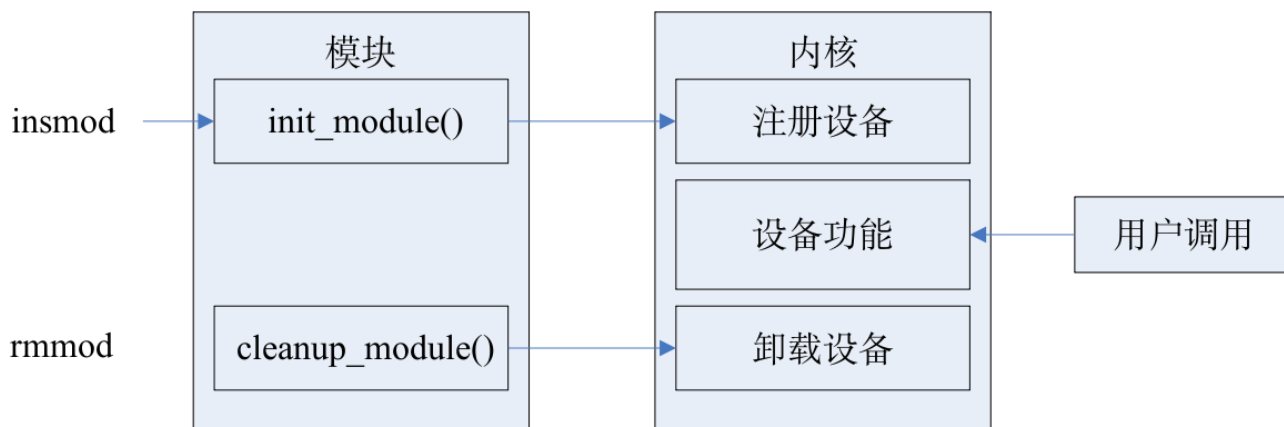 模块
内核
insmod
init_module()
注册设备
设备功能
用户调用
rmmod
cleanup_module()
卸载设备